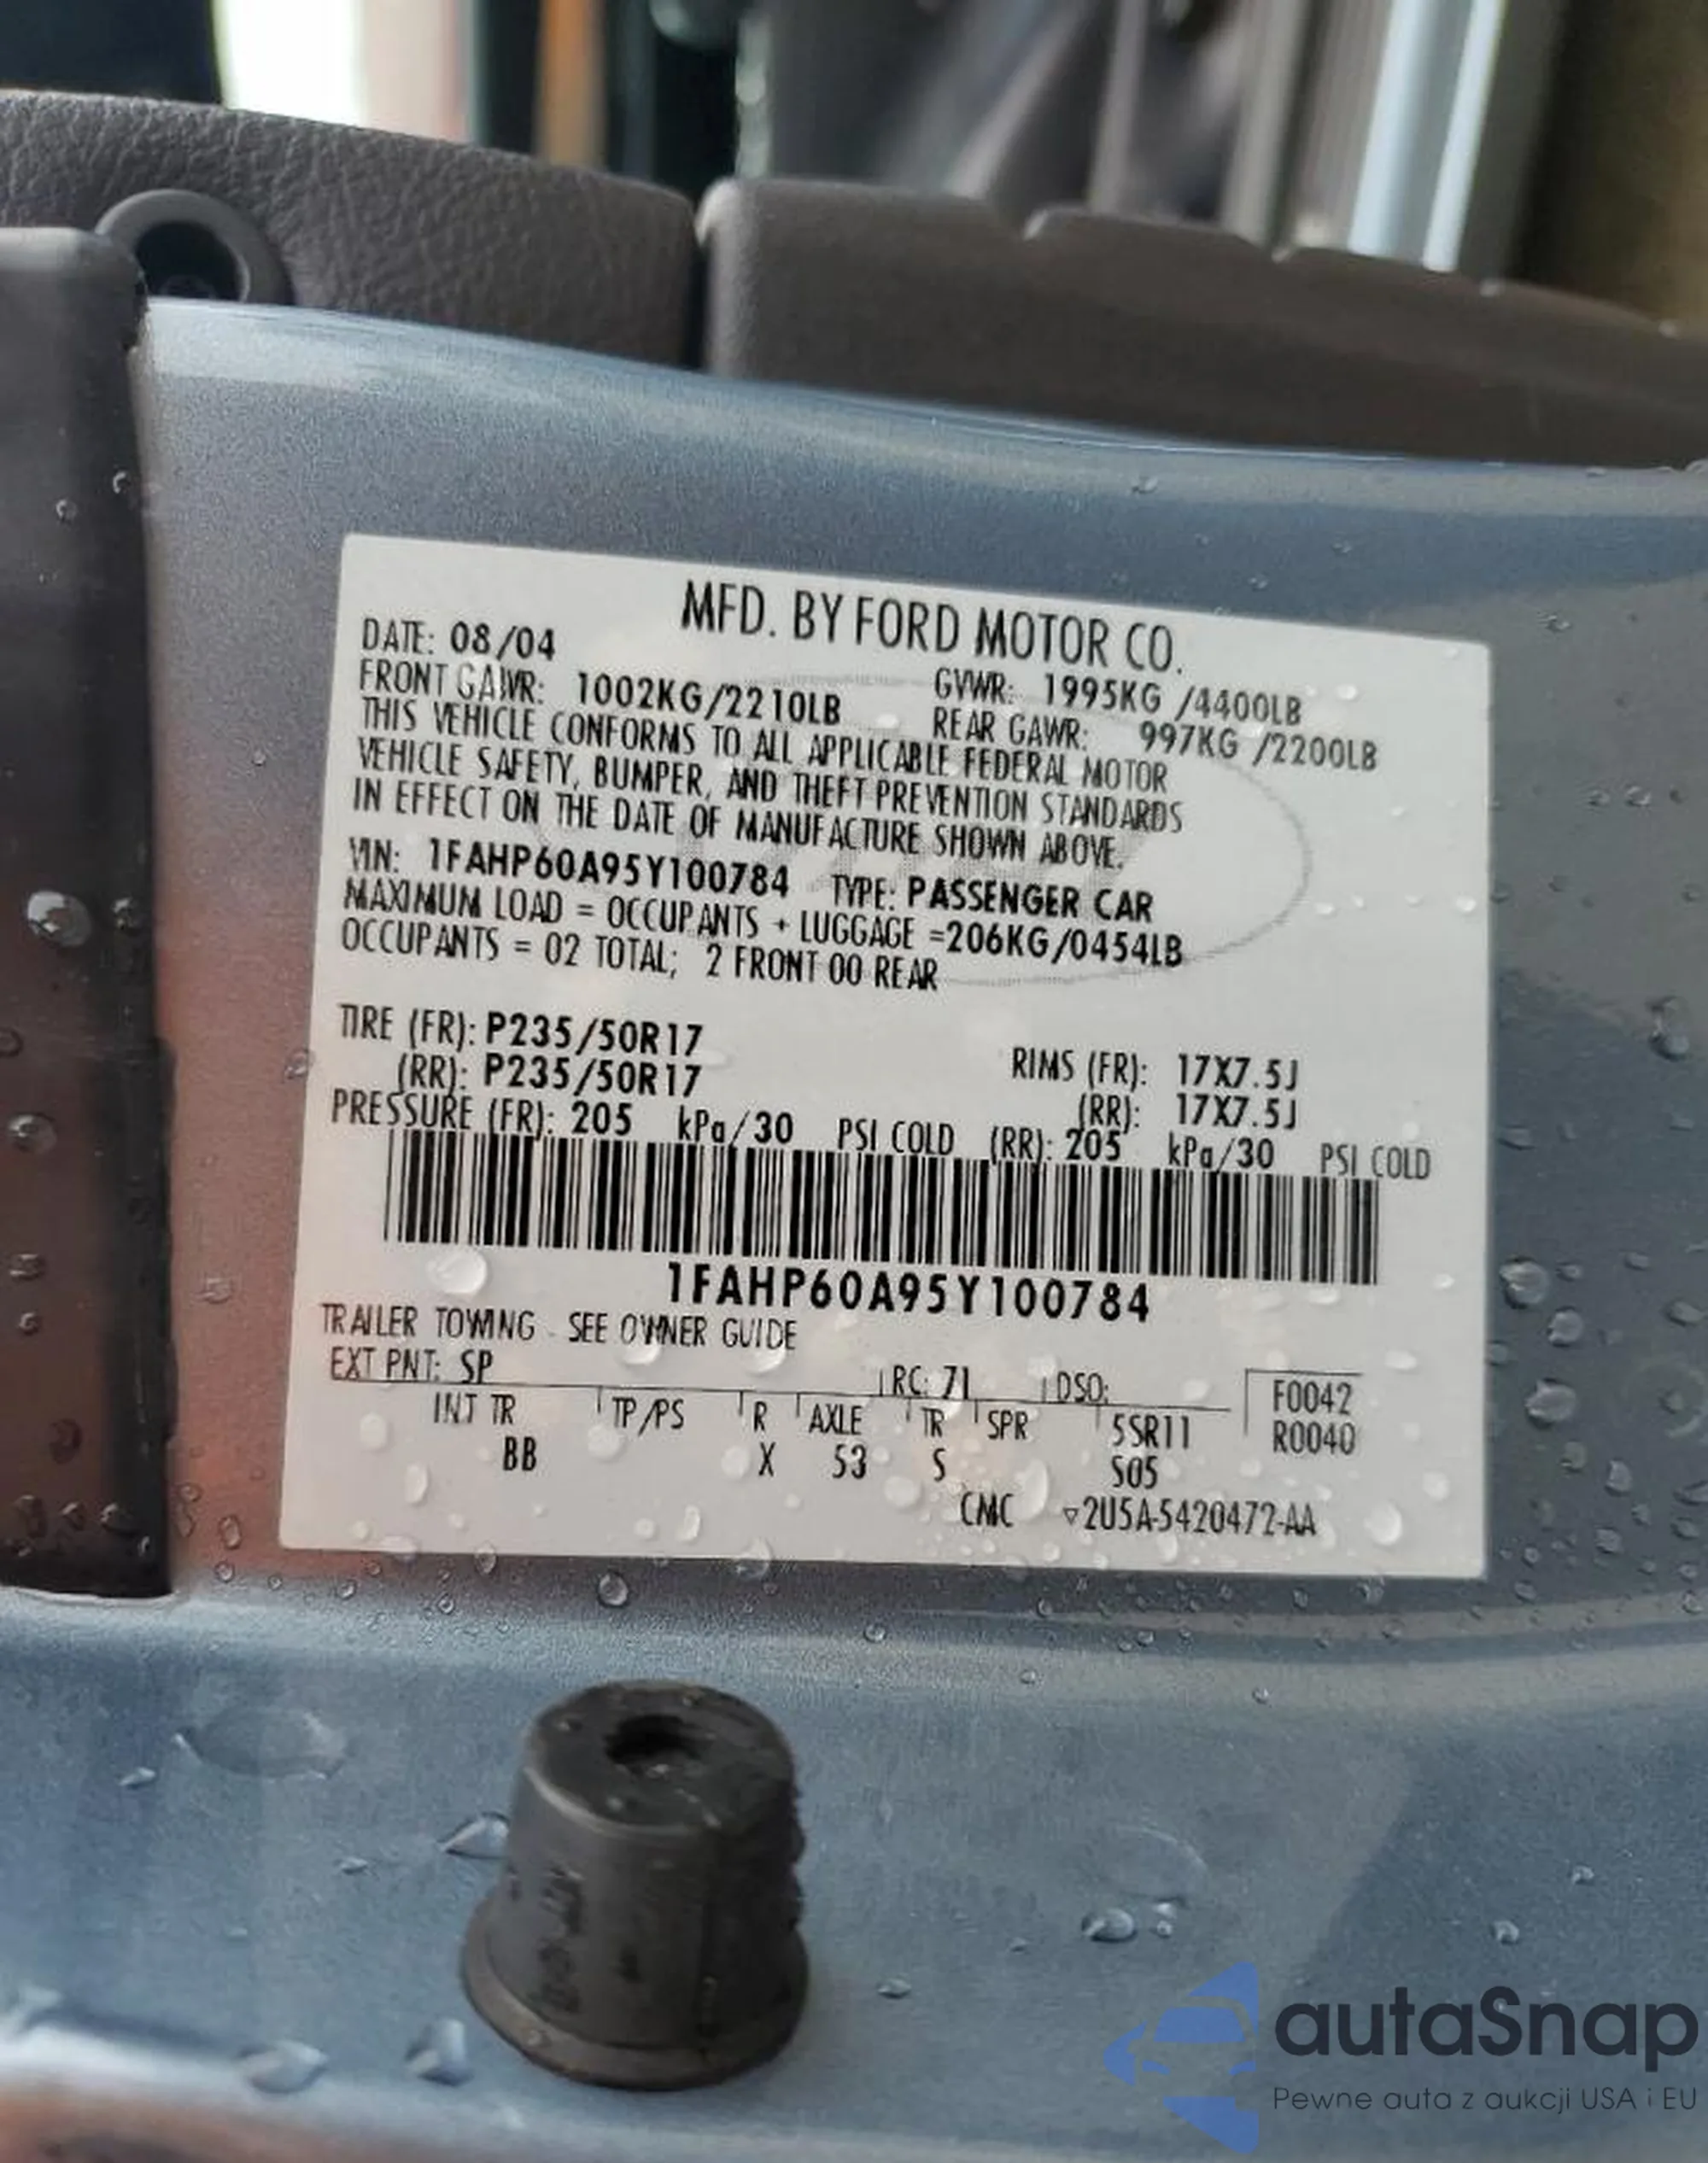 MFD. BY FORD MOTOR CO.
DATE: 08/04
GVWR: 1995KG /4400LB
FRONT GAWR: 1002KG/2210LB
REAR GAWR: 997KG /2200LB
THIS VEHICLE CONFORMS TO ALL APPLICABLE FEDERAL MOTOR
VEHICLE SAFETY, BUMPER, AND THEFT PREVENTION STANDARDS
IN EFFECT ON THE DATE OF MANUFACTURE SHOWN ABOVE.
VIN: 1FAHP60A95Y100784 TYPE: PASSENGER CAR
MAXIMUM LOAD = OCCUPANTS + LUGGAGE =206KG/0454LB
OCCUPANTS = 02 TOTAL; 2 FRONT 00 REAR
TIRE (FR): P235/50R17 RIMS (FR): 17X7.5J
(RR): P235/50R17 (RR): 17X7.5J
PRESSURE (FR): 205 kPa/30 PSI COLD (RR): 205 kPa/30 PSI COLD
1FAHP60A95Y100784
TRAILER TOWING - SEE OWNER GUIDE
EXT PNT: SP RC: 71 DSO: F0042
INT TR TP/PS R AXLE TR SPR 5SR11 R0040
BB X 53 S S05
CMC ▽2U5A-5420472-AA
autaSnap
Pewne auta z aukcji USA i EU